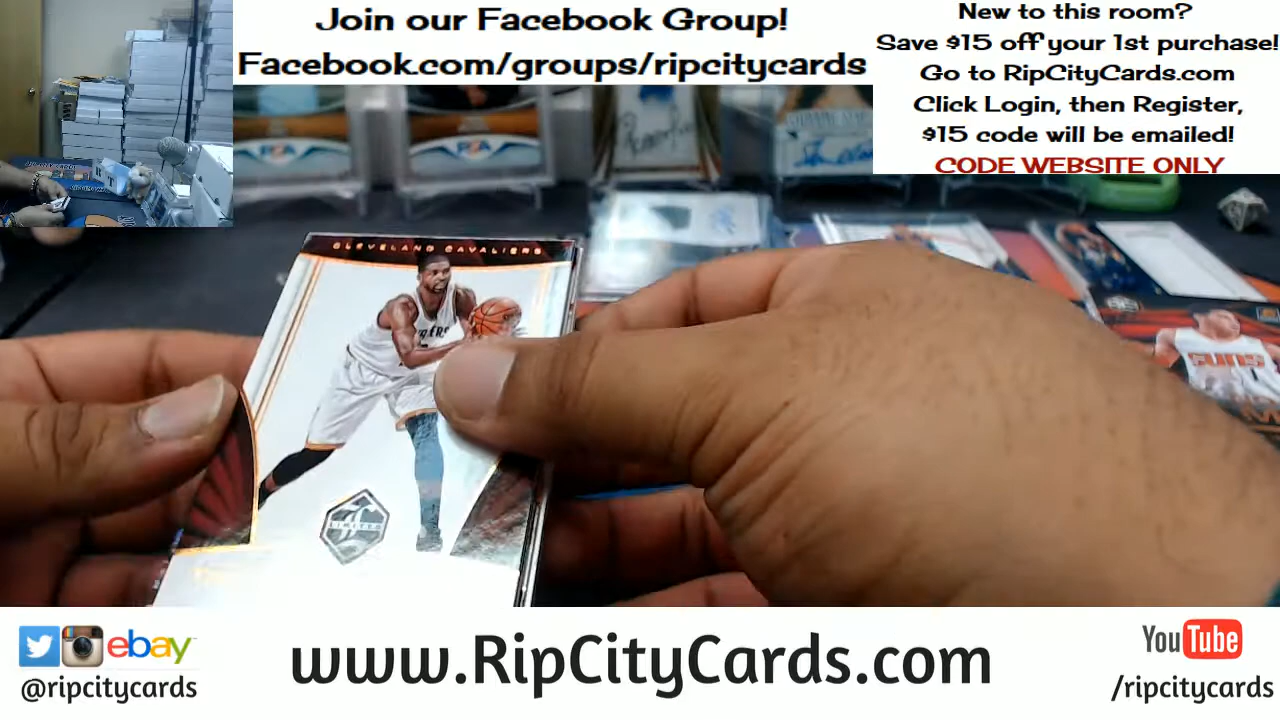 Join our Facebook Group!
Facebook.com/groups/ripcitycards
New to this room?
Save $15 off your 1st purchase!
Go to RipCityCards.com
Click Login, then Register,
$15 code will be emailed!
CODE WEBSITE ONLY
CLEVELAND CAVALIERS
LIMITED
SUNS
ebay
@ripcitycards
www.RipCityCards.com
YouTube
/ripcitycards